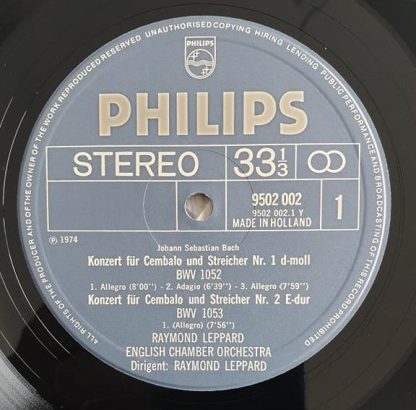 ALL RIGHTS OF THE PRODUCER AND OF THE OWNER OF THE WORK REPRODUCED RESERVED UNAUTHORISED COPYING HIRING LENDING PUBLIC PERFORMANCE AND BROADCASTING OF THIS RECORD PROHIBITED
PHILIPS
PHILIPS
STEREO 33 1/3
9502 002
9502 002.1 Y
MADE IN HOLLAND
1
℗ 1974
Johann Sebastian Bach
Konzert für Cembalo und Streicher Nr. 1 d-moll
BWV 1052
1. Allegro (8'00") - 2. Adagio (6'39") - 3. Allegro (7'59")
Konzert für Cembalo und Streicher Nr. 2 E-dur
BWV 1053
1. (Allegro) (7'56")
RAYMOND LEPPARD
ENGLISH CHAMBER ORCHESTRA
Dirigent: RAYMOND LEPPARD